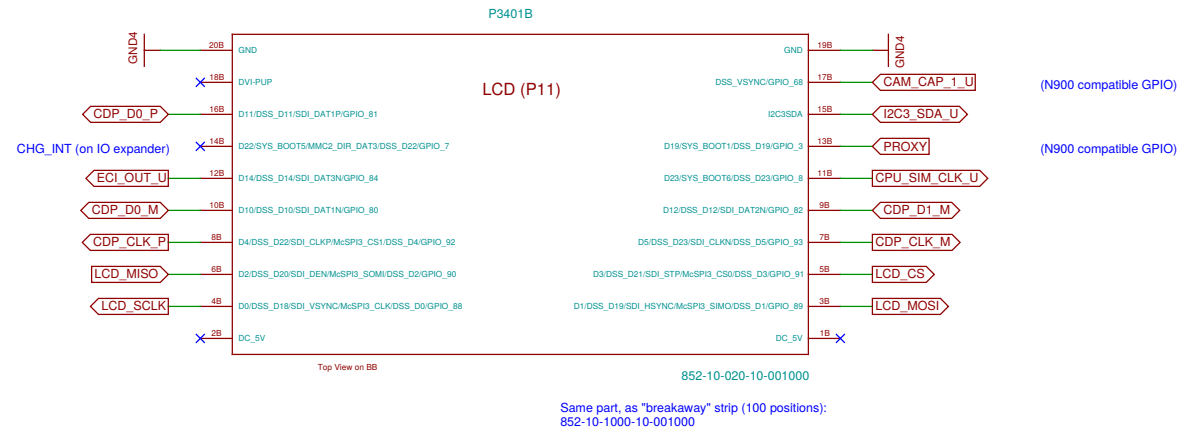 P3401B
GND4
20B
GND
GND
19B
GND4
18B
DVI-PUP
LCD (P11)
DSS_VSYNC/GPIO_68
17B
CAM_CAP_1_U
(N900 compatible GPIO)
CDP_D0_P
16B
D11/DSS_D11/SDI_DAT1P/GPIO_81
I2C3SDA
15B
I2C3_SDA_U
CHG_INT (on IO expander)
14B
D22/SYS_BOOT5/MMC2_DIR_DAT3/DSS_D22/GPIO_7
D19/SYS_BOOT1/DSS_D19/GPIO_3
13B
PROXY
(N900 compatible GPIO)
ECI_OUT_U
12B
D14/DSS_D14/SDI_DAT3N/GPIO_84
D23/SYS_BOOT6/DSS_D23/GPIO_8
11B
CPU_SIM_CLK_U
CDP_D0_M
10B
D10/DSS_D10/SDI_DAT1N/GPIO_80
D12/DSS_D12/SDI_DAT2N/GPIO_82
9B
CDP_D1_M
CDP_CLK_P
8B
D4/DSS_D22/SDI_CLKP/McSPI3_CS1/DSS_D4/GPIO_92
D5/DSS_D23/SDI_CLKN/DSS_D5/GPIO_93
7B
CDP_CLK_M
LCD_MISO
6B
D2/DSS_D20/SDI_DEN/McSPI3_SOMI/DSS_D2/GPIO_90
D3/DSS_D21/SDI_STP/McSPI3_CS0/DSS_D3/GPIO_91
5B
LCD_CS
LCD_SCLK
4B
D0/DSS_D18/SDI_VSYNC/McSPI3_CLK/DSS_D0/GPIO_88
D1/DSS_D19/SDI_HSYNC/McSPI3_SIMO/DSS_D1/GPIO_89
3B
LCD_MOSI
2B
DC_5V
DC_5V
1B
Top View on BB
852-10-020-10-001000
Same part, as "breakaway" strip (100 positions):
852-10-1000-10-001000